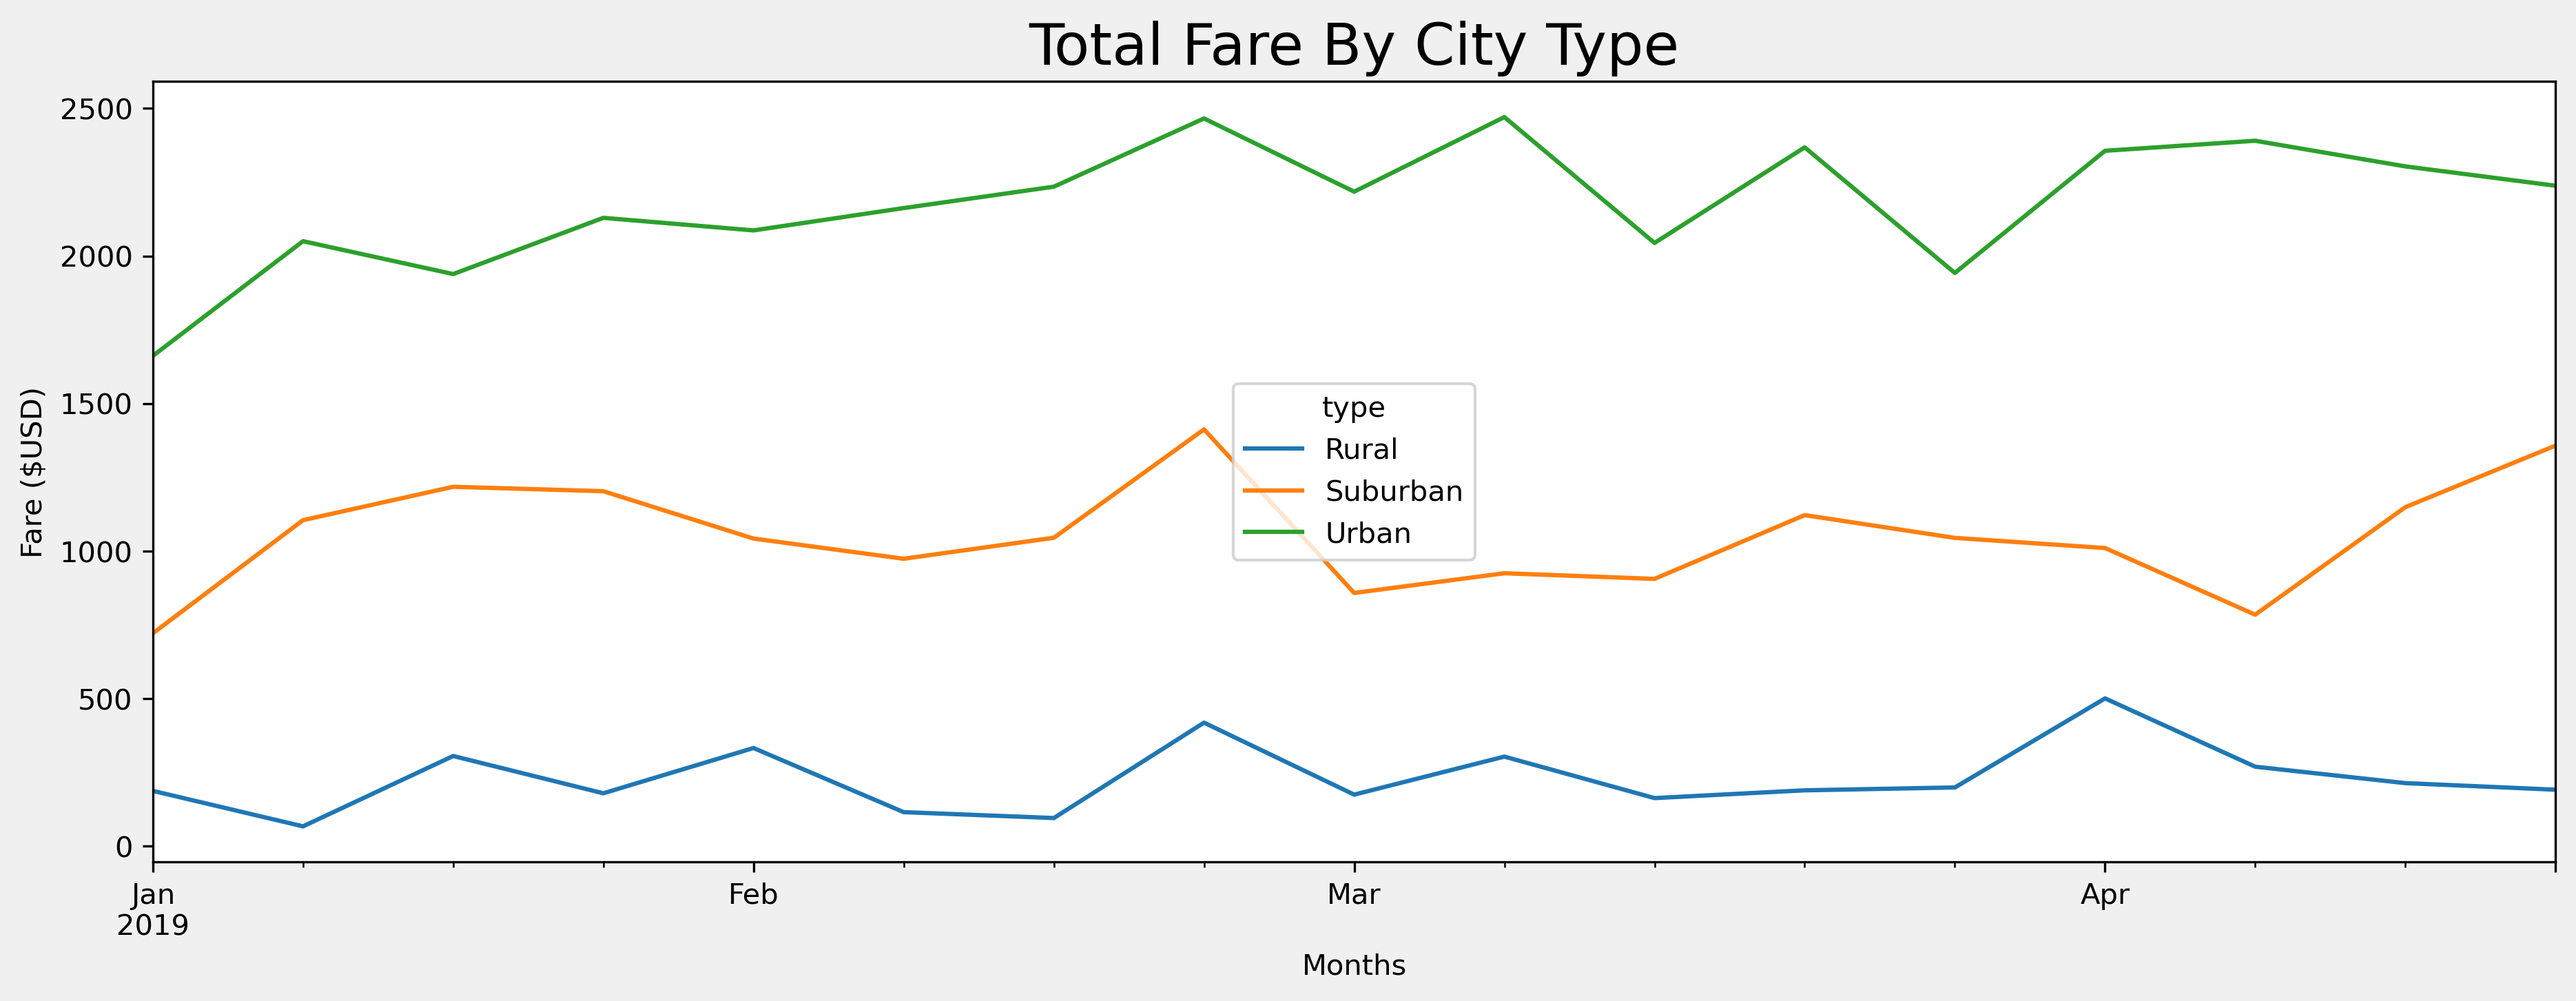 Total Fare By City Type
2500
2000
1500
1000
500
0
Fare ($USD)
type
Rural
Suburban
Urban
Jan
2019
Feb
Mar
Apr
Months